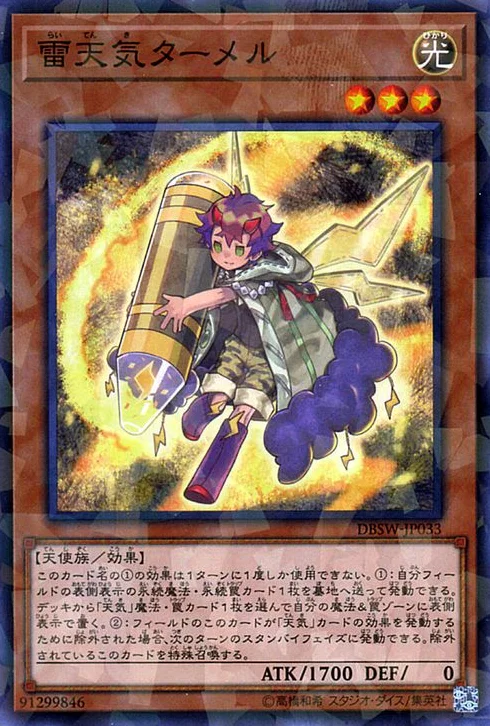 雷天気ターメル
光
DBSW-JP033
【天使族／効果】
このカード名の①の効果は1ターンに1度しか使用できない。①：自分フィー
ルドの表側表示の永続魔法・永続罠カード1枚を墓地へ送って発動できる。
デッキから「天気」魔法・罠カード1枚を選んで自分の魔法＆罠ゾーンに表側
表示で置く。②：フィールドのこのカードが「天気」カードの効果を発動する
ために除外された場合、次のターンのスタンバイフェイズに発動できる。除外
されているこのカードを特殊召喚する。
ATK/1700 DEF/ 0
91299846 ©高橋和希 スタジオ・ダイス/集英社